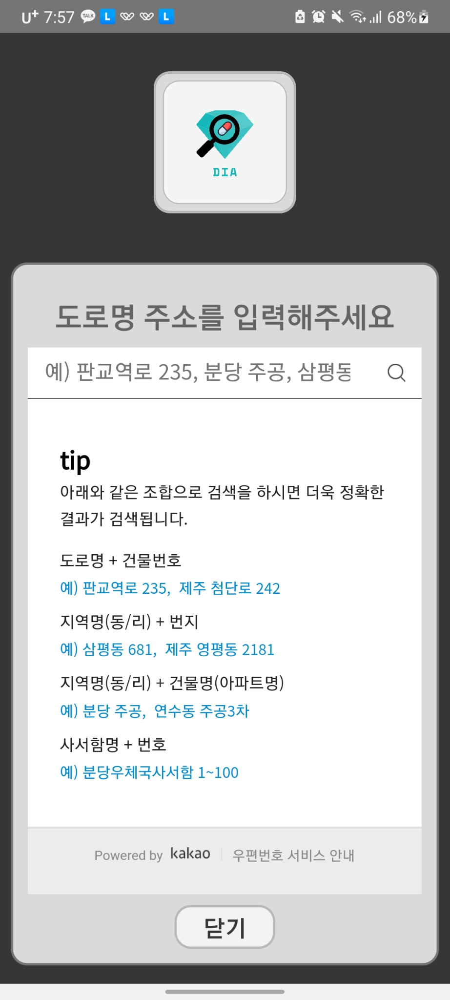 U+ 7:57 TALK L L 68%
DIA
도로명 주소를 입력해주세요
예) 판교역로 235, 분당 주공, 삼평동
tip
아래와 같은 조합으로 검색을 하시면 더욱 정확한
결과가 검색됩니다.
도로명 + 건물번호
예) 판교역로 235, 제주 첨단로 242
지역명(동/리) + 번지
예) 삼평동 681, 제주 영평동 2181
지역명(동/리) + 건물명(아파트명)
예) 분당 주공, 연수동 주공3차
사서함명 + 번호
예) 분당우체국사서함 1~100
Powered by kakao 우편번호 서비스 안내
닫기